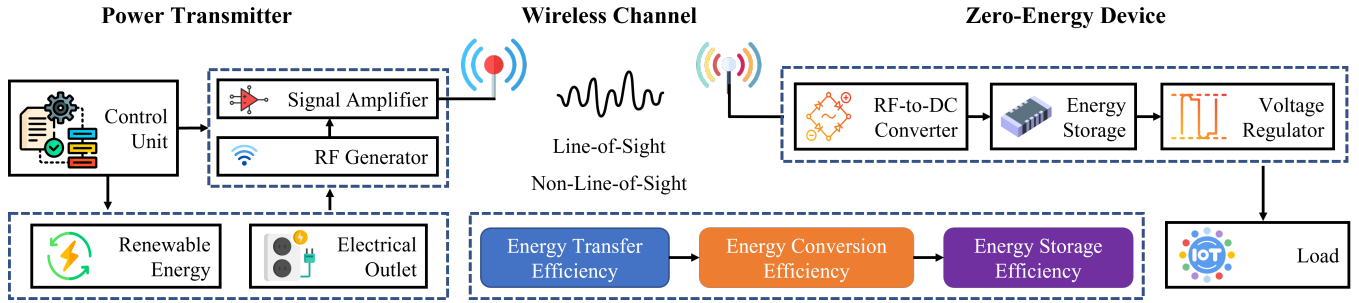 Power Transmitter
Wireless Channel
Zero-Energy Device
Control
Unit
Signal Amplifier
RF Generator
Renewable
Energy
Electrical
Outlet
Line-of-Sight
Non-Line-of-Sight
RF-to-DC
Converter
Energy
Storage
Voltage
Regulator
Energy Transfer
Efficiency
Energy Conversion
Efficiency
Energy Storage
Efficiency
IOT
Load